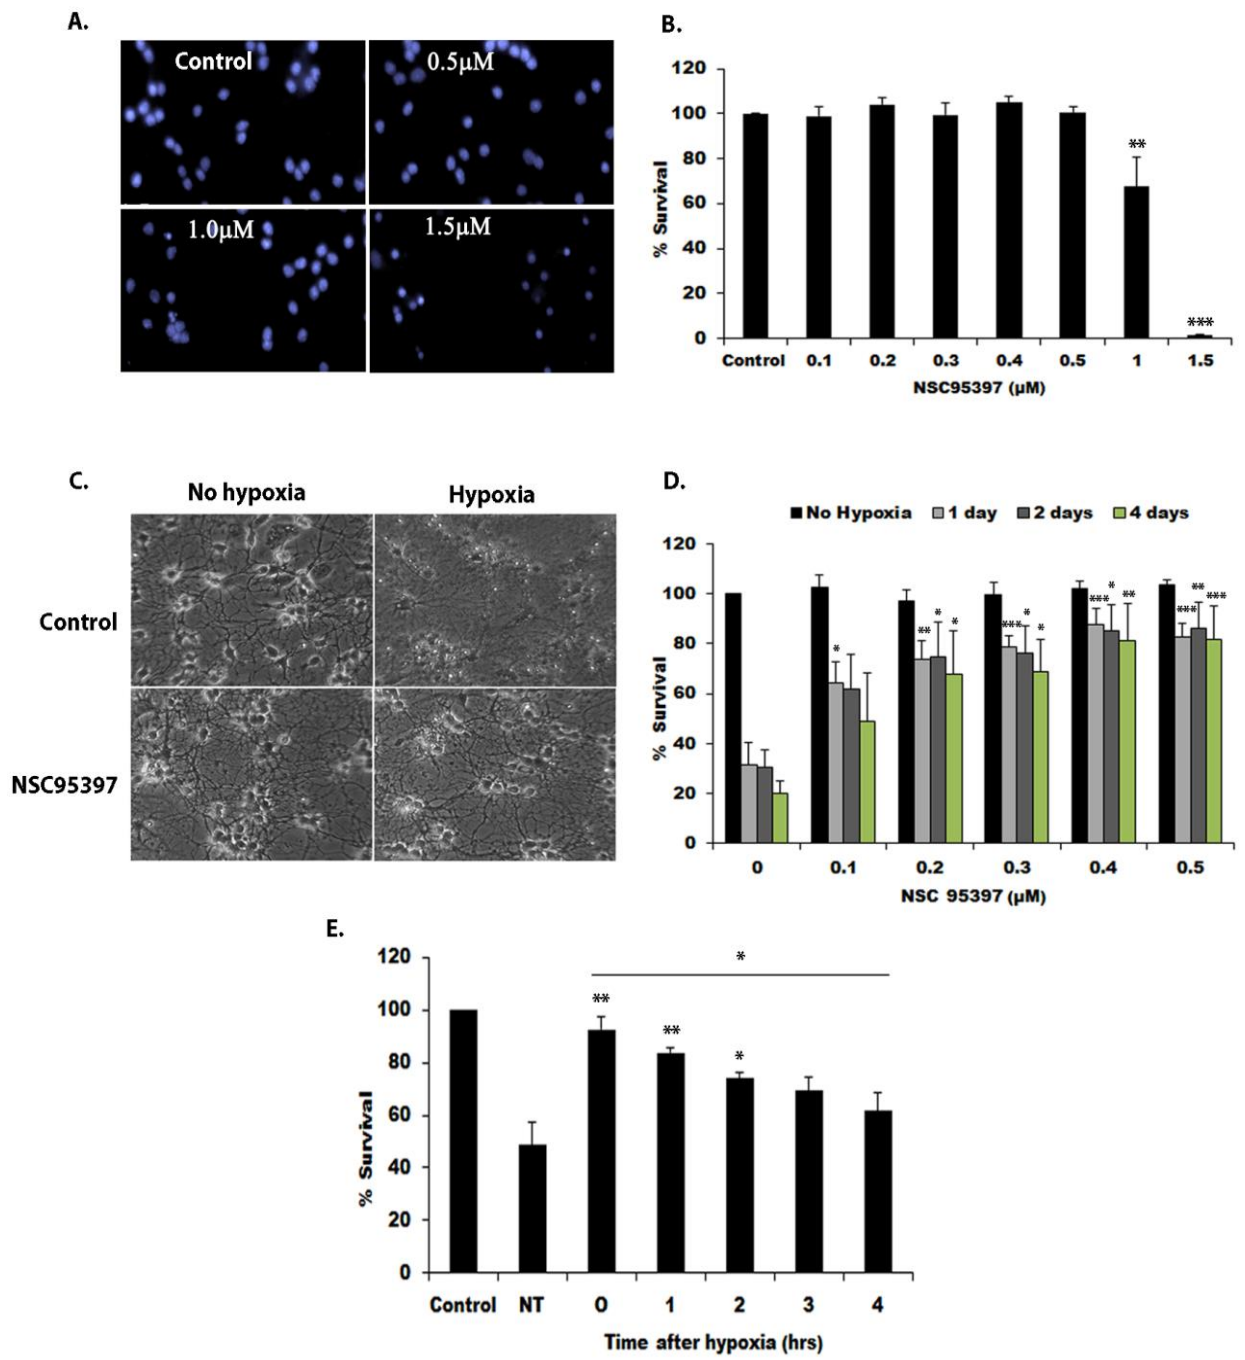 A.
Control
0.5μM
1.0μM
1.5μM
B.
120
100
80
60
40
20
0
% Survival
**
***
Control 0.1 0.2 0.3 0.4 0.5 1 1.5
NSC95397 (μM)
C.
No hypoxia Hypoxia
Control
NSC95397
D.
No Hypoxia 1 day 2 days 4 days
120
100
80
60
40
20
0
% Survival
* ** * * *** * * *** * ** *** ** ***
0 0.1 0.2 0.3 0.4 0.5
NSC 95397 (μM)
E.
120
100
80
60
40
20
0
% Survival
*
** ** *
Control NT O 1 2 3 4
Time after hypoxia (hrs)